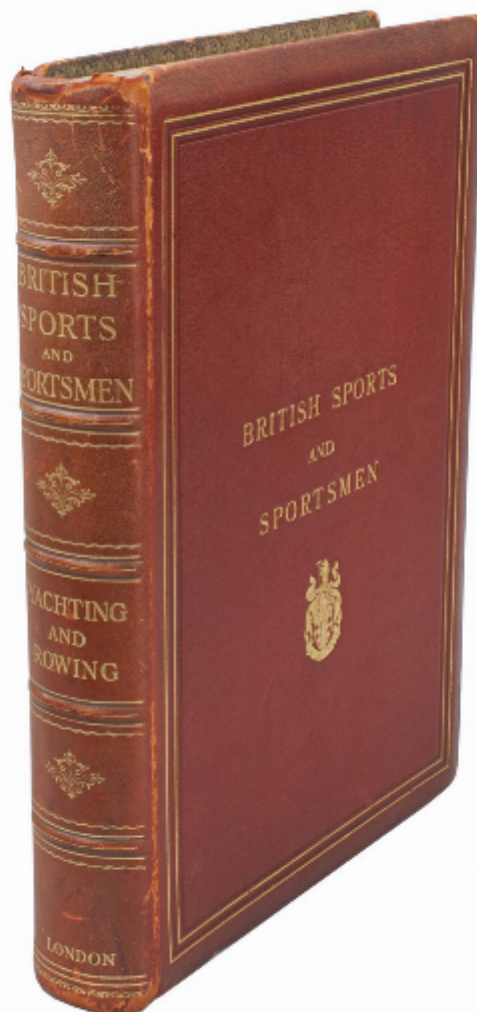 BRITISH
SPORTS
AND
SPORTSMEN
YACHTING
AND
ROWING
LONDON
BRITISH SPORTS
AND
SPORTSMEN